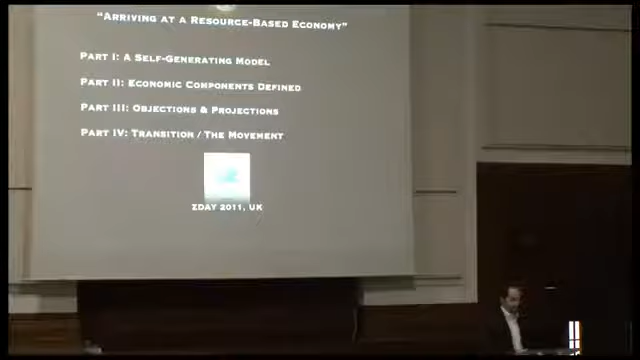 "Arriving at a Resource-Based Economy"
Part I: A Self-Generating Model
Part II: Economic Components Defined
Part III: Objections & Projections
Part IV: Transition / The Movement
ZDAY 2011, UK